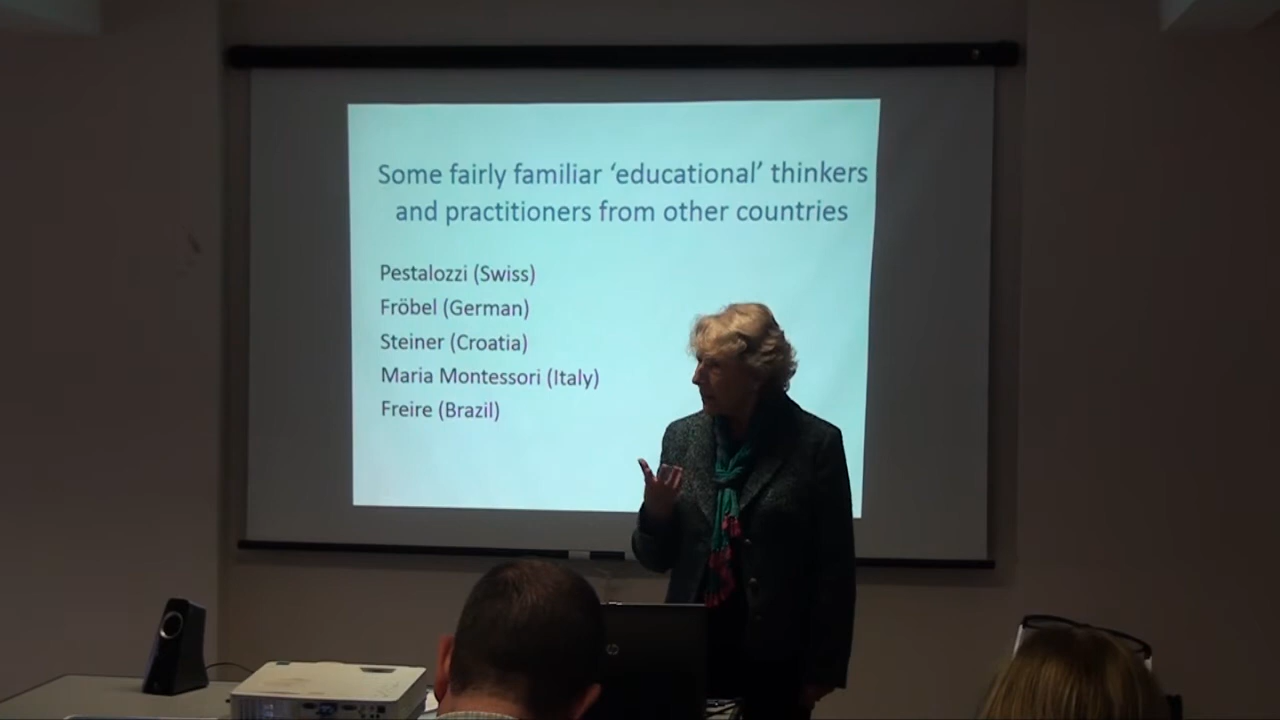 Some fairly familiar ‘educational’ thinkers
and practitioners from other countries
Pestalozzi (Swiss)
Fröbel (German)
Steiner (Croatia)
Maria Montessori (Italy)
Freire (Brazil)
hp